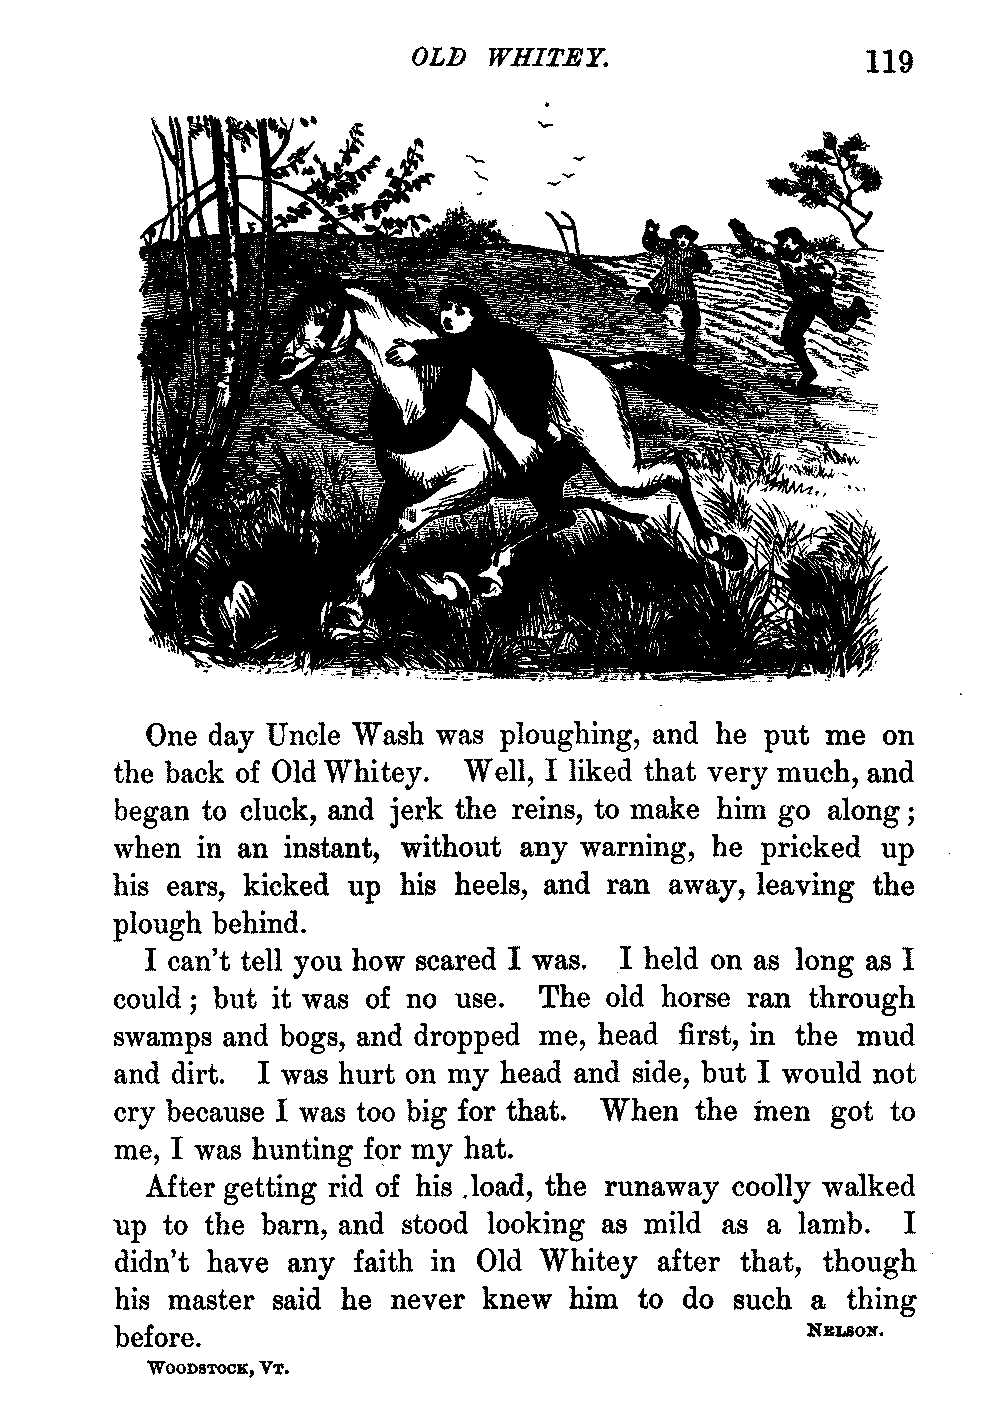 OLD WHITEY.
119
One day Uncle Wash was ploughing, and he put me on
the back of Old Whitey. Well, I liked that very much, and
began to cluck, and jerk the reins, to make him go along;
when in an instant, without any warning, he pricked up
his ears, kicked up his heels, and ran away, leaving the
plough behind.
I can't tell you how scared I was. I held on as long as I
could; but it was of no use. The old horse ran through
swamps and bogs, and dropped me, head first, in the mud
and dirt. I was hurt on my head and side, but I would not
cry because I was too big for that. When the men got to
me, I was hunting for my hat.
After getting rid of his load, the runaway coolly walked
up to the barn, and stood looking as mild as a lamb. I
didn't have any faith in Old Whitey after that, though
his master said he never knew him to do such a thing
before.
NELSON.
WOODSTOCK, VT.